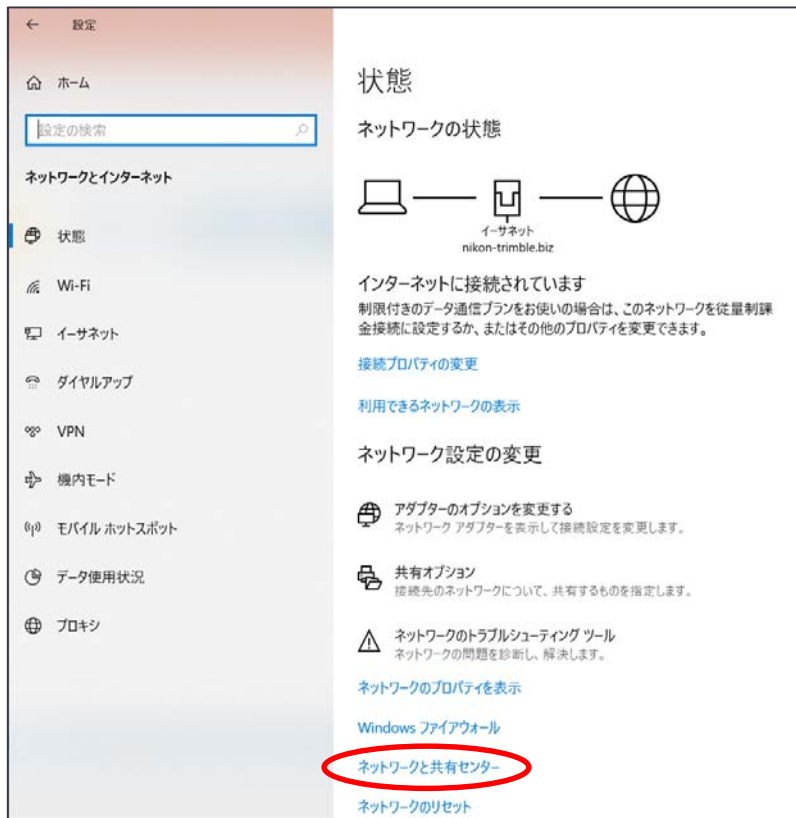 設定
ホーム
設定の検索
ネットワークとインターネット
状態
Wi-Fi
イーサネット
ダイヤルアップ
VPN
機内モード
モバイル ホットスポット
データ使用状況
プロキシ
状態
ネットワークの状態
イーサネット
nikon-trimble.biz
インターネットに接続されています
制限付きのデータ通信プランをお使いの場合は、このネットワークを従量制課
金接続に設定するか、またはその他のプロパティを変更できます。
接続プロパティの変更
利用できるネットワークの表示
ネットワーク設定の変更
アダプターのオプションを変更する
ネットワーク アダプターを表示して接続設定を変更します。
共有オプション
接続先のネットワークについて、共有するものを指定します。
ネットワークのトラブルシューティング ツール
ネットワークの問題を診断し、解決します。
ネットワークのプロパティを表示
Windows ファイアウォール
ネットワークと共有センター
ネットワークのリセット